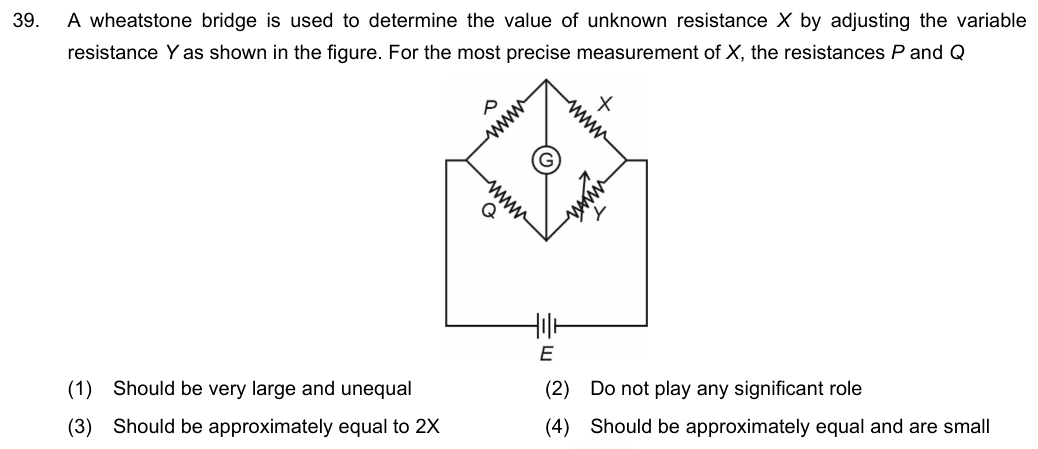 39. A wheatstone bridge is used to determine the value of unknown resistance X by adjusting the variable
resistance Y as shown in the figure. For the most precise measurement of X, the resistances P and Q
P
X
G
Q
Y
E
(1) Should be very large and unequal
(2) Do not play any significant role
(3) Should be approximately equal to 2X
(4) Should be approximately equal and are small